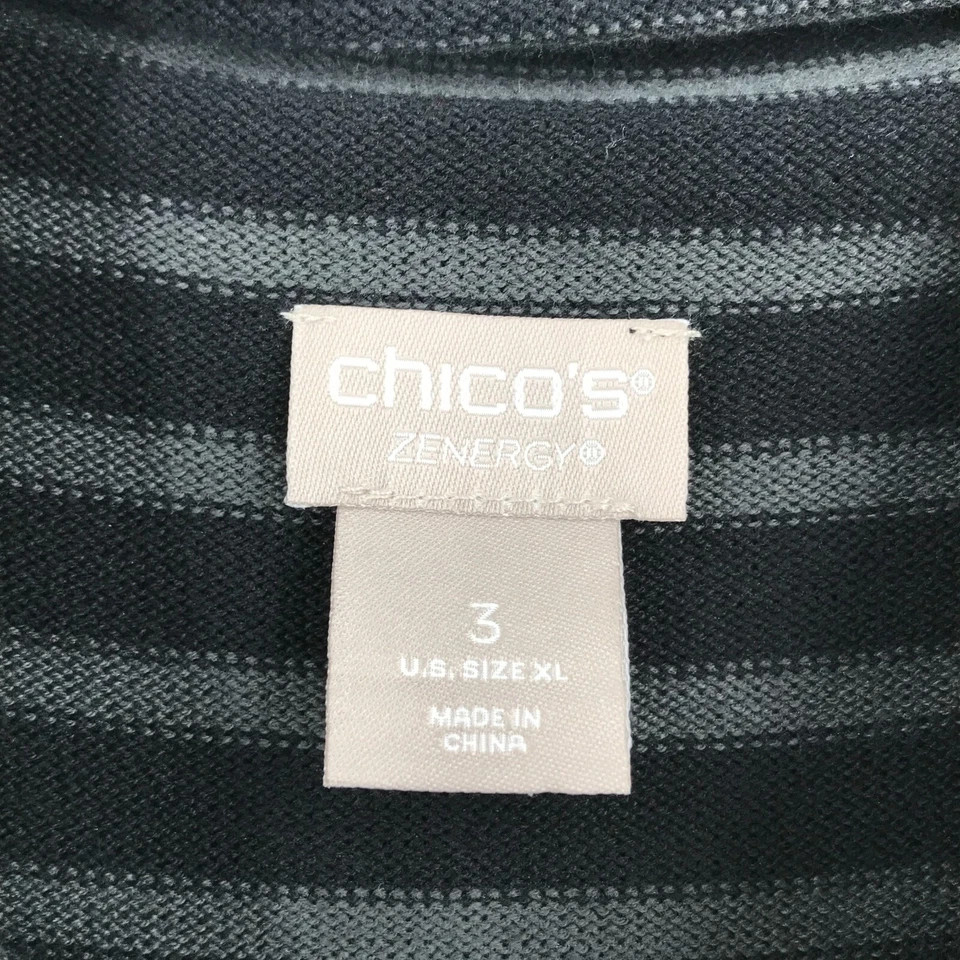 chico's®
ZENERGY®
3
U.S. SIZE XL
MADE IN
CHINA